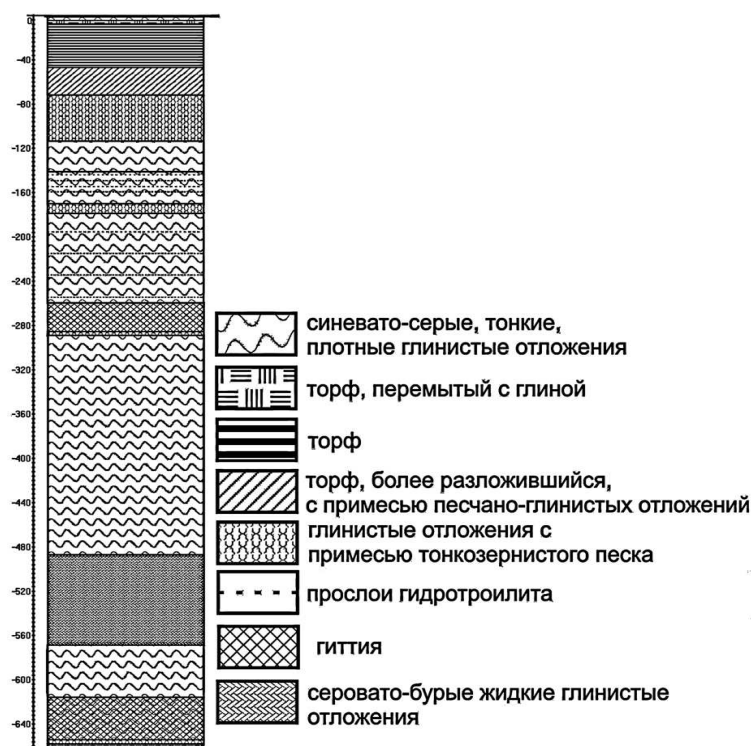 0
-40
-80
-120
-160
-200
-240
-280
-320
-360
-400
-440
-480
-520
-560
-600
-640
синевато-серые, тонкие,
плотные глинистые отложения
торф, перемытый с глиной
торф
торф, более разложившийся,
с примесью песчано-глинистых отложений
глинистые отложения с
примесью тонкозернистого песка
прослои гидротроилита
гиттия
серовато-бурые жидкие глинистые
отложения